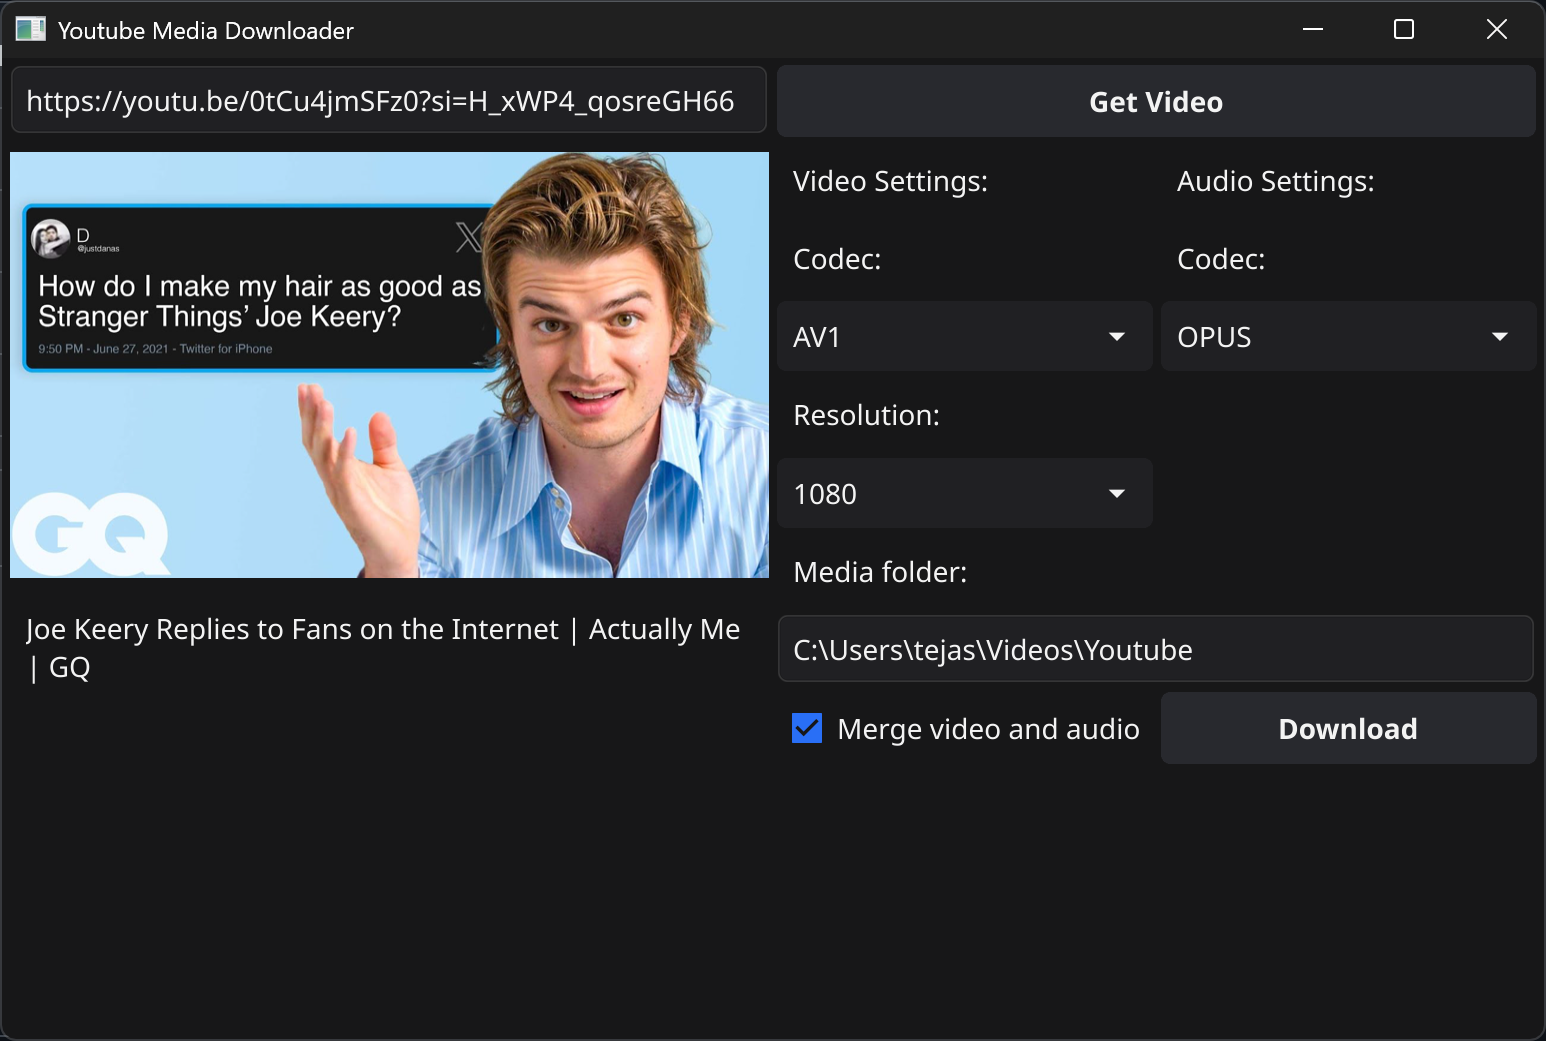 Youtube Media Downloader
https://youtu.be/0tCu4jmSFz0?si=H_xWP4_qosreGH66
Get Video
D
@justdanas
X
How do I make my hair as good as
Stranger Things’ Joe Keery?
9:50 PM - June 27, 2021 - Twitter for iPhone
GQ
Joe Keery Replies to Fans on the Internet | Actually Me
| GQ
Video Settings:
Audio Settings:
Codec:
Codec:
AV1
OPUS
Resolution:
1080
Media folder:
C:\Users\tejas\Videos\Youtube
Merge video and audio
Download